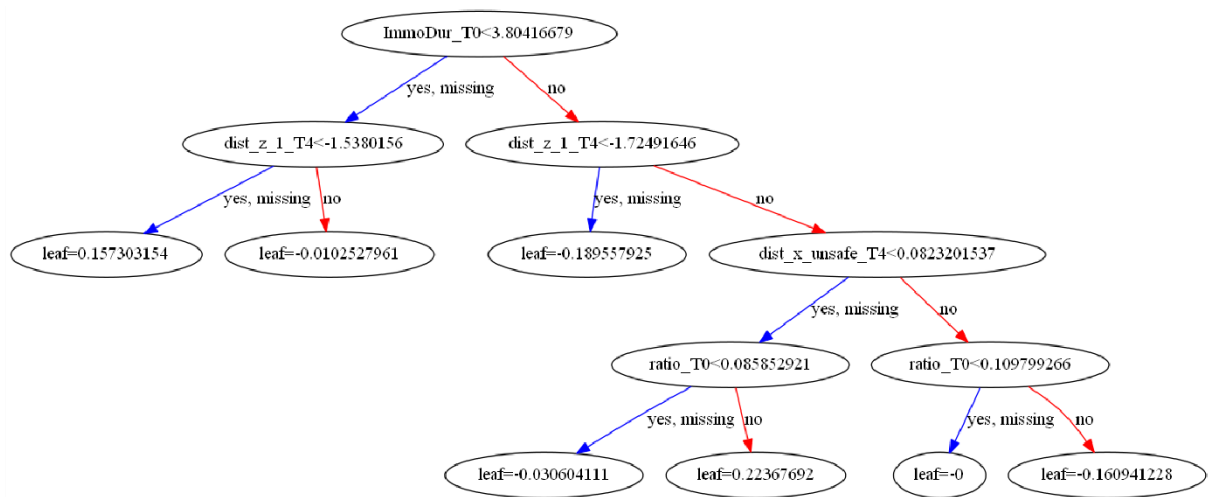 ImmoDur_T0<3.80416679
yes, missing
no
dist_z_1_T4<-1.5380156
dist_z_1_T4<-1.72491646
yes, missing
no
yes, missing
no
leaf=0.157303154
leaf=-0.0102527961
leaf=-0.189557925
dist_x_unsafe_T4<0.0823201537
yes, missing
no
ratio_T0<0.085852921
ratio_T0<0.109799266
yes, missing
no
yes, missing
no
leaf=-0.030604111
leaf=0.22367692
leaf=-0
leaf=-0.160941228